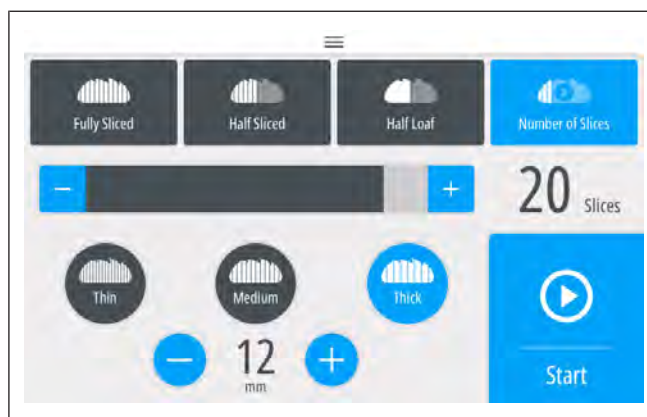 Fully Sliced
Half Sliced
Half Loaf
Number of Slices
− +
20 Slices
Thin
Medium
Thick
− 12 +
mm
Start